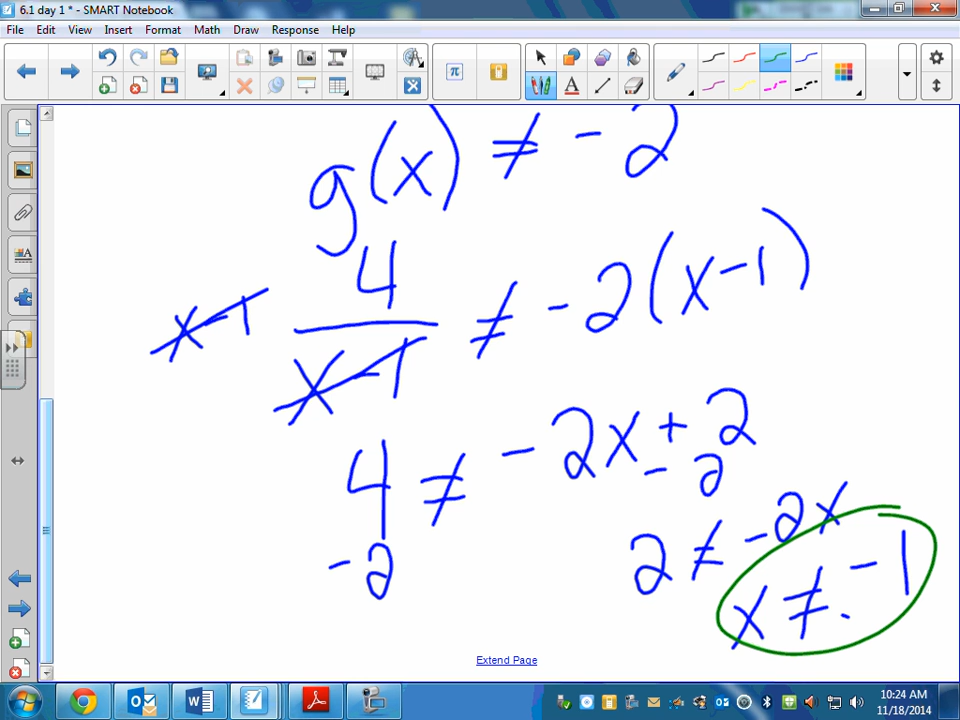 6.1 day 1 * - SMART Notebook
File Edit View Insert Format Math Draw Response Help
g(x) ≠ -2
x-1 4/(x-1) ≠ -2(x-1)
4 ≠ -2x + 2
-2 -2
2 ≠ -2x
x ≠ -1
Extend Page
10:24 AM
11/18/2014